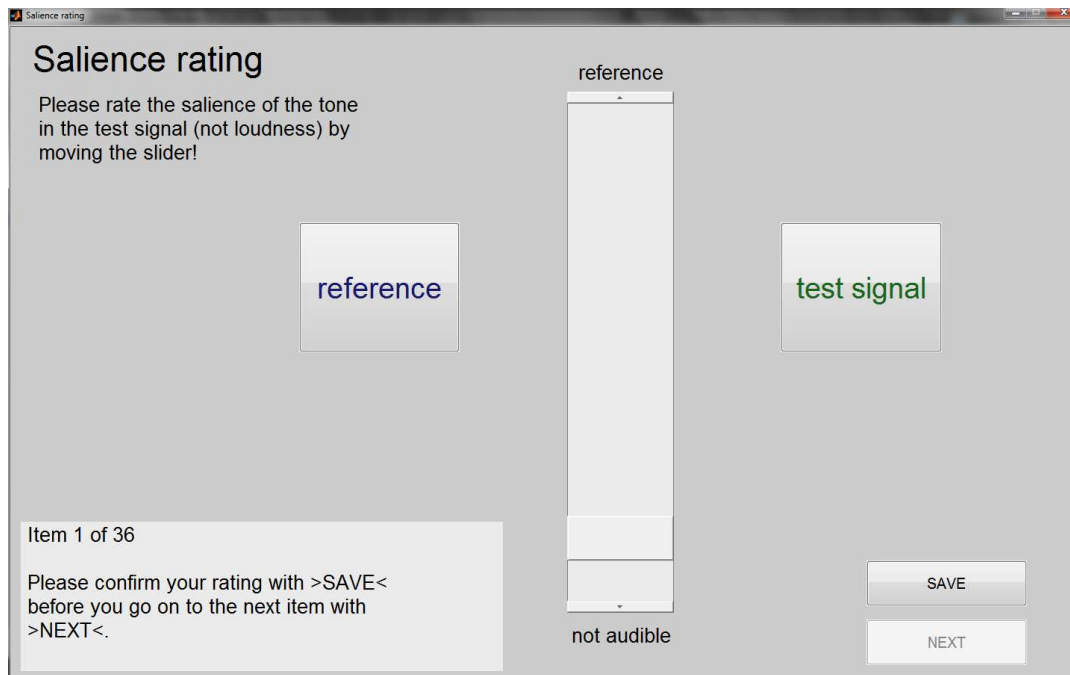 Salience rating
Salience rating
Please rate the salience of the tone
in the test signal (not loudness) by
moving the slider!
reference
reference
test signal
Item 1 of 36
Please confirm your rating with >SAVE<
before you go on to the next item with
>NEXT<.
not audible
SAVE
NEXT